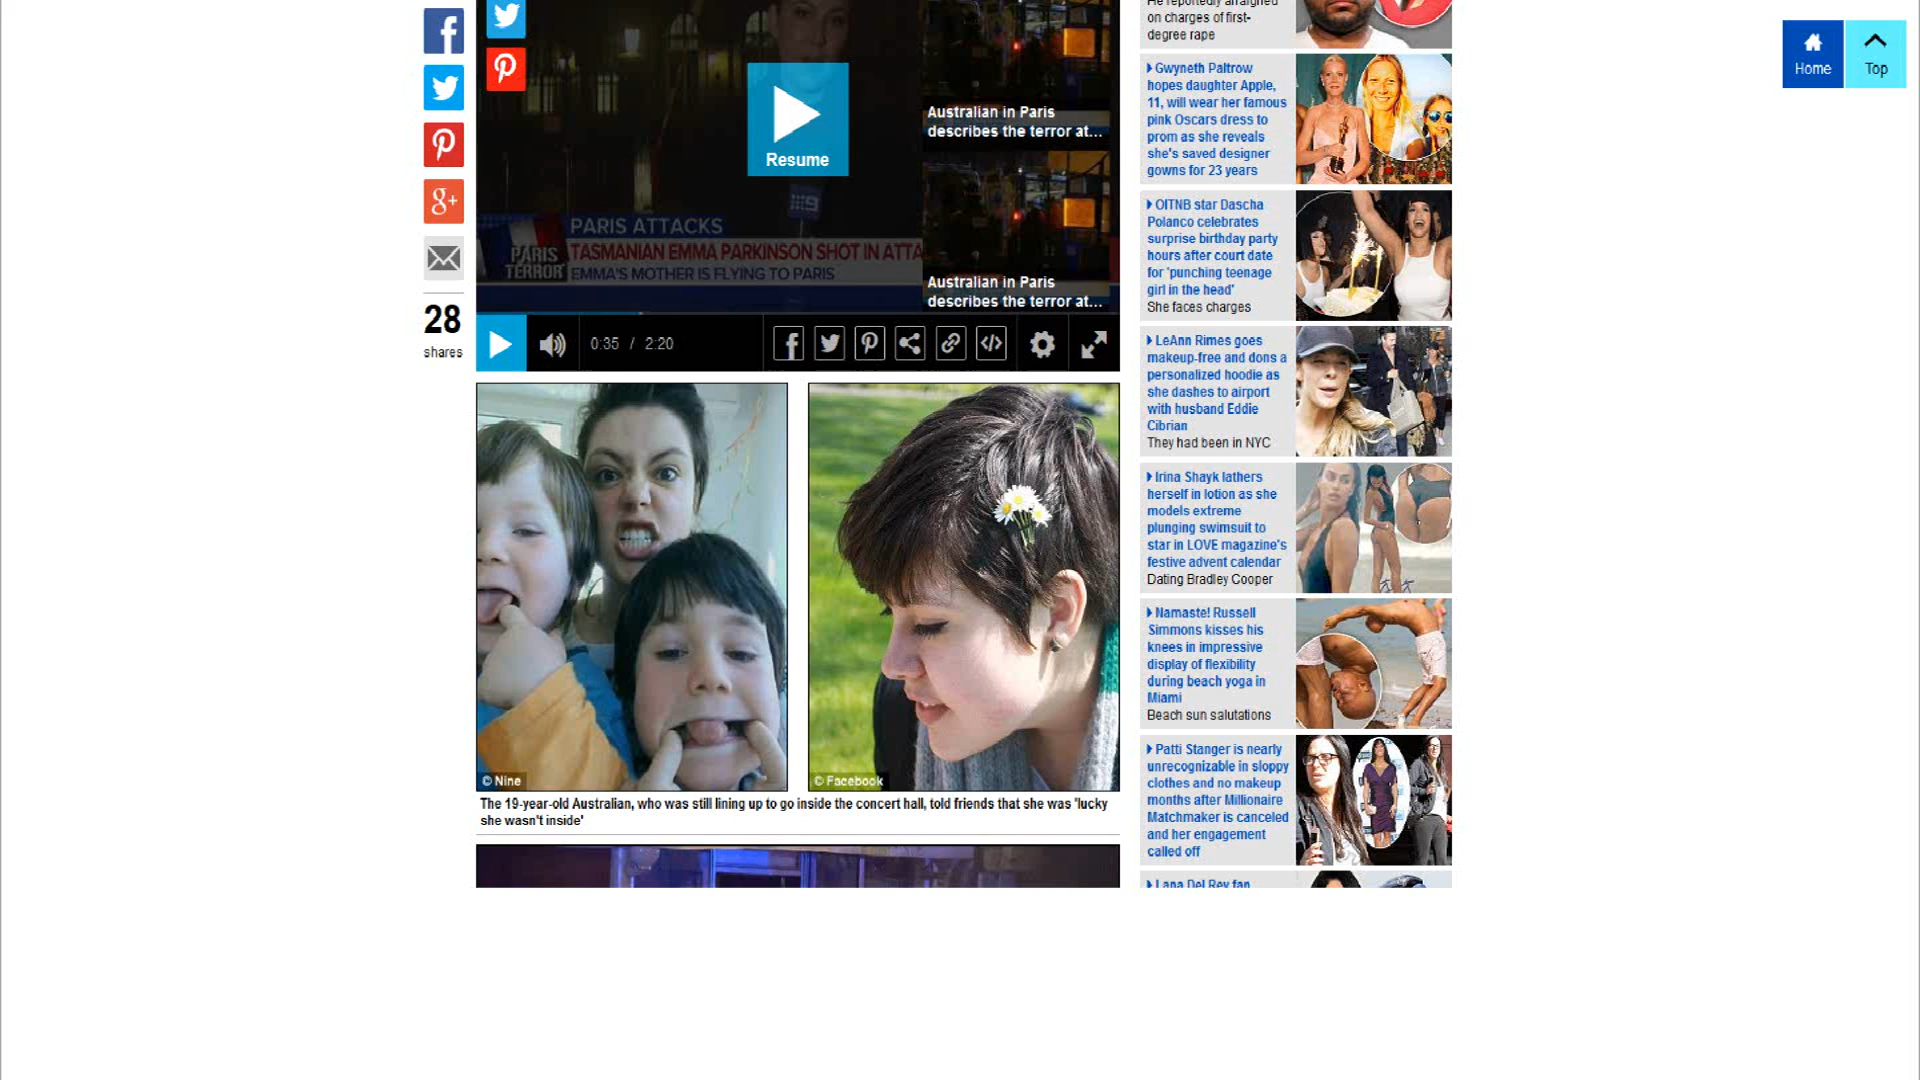 He reportedly arraigned
on charges of first-
degree rape
Home
Top
Gwyneth Paltrow
hopes daughter Apple,
11, will wear her famous
pink Oscars dress to
prom as she reveals
she's saved designer
gowns for 23 years
Australian in Paris
describes the terror at...
Resume
OITNB star Dascha
Polanco celebrates
surprise birthday party
hours after court date
for 'punching teenage
girl in the head'
She faces charges
PARIS ATTACKS
PARIS
TERROR
TASMANIAN EMMA PARKINSON SHOT IN ATTA
EMMA'S MOTHER IS FLYING TO PARIS
Australian in Paris
describes the terror at...
28
shares
0:35 / 2:20
LeAnn Rimes goes
makeup-free and dons a
personalized hoodie as
she dashes to airport
with husband Eddie
Cibrian
They had been in NYC
Irina Shayk lathers
herself in lotion as she
models extreme
plunging swimsuit to
star in LOVE magazine's
festive advent calendar
Dating Bradley Cooper
Namaste! Russell
Simmons kisses his
knees in impressive
display of flexibility
during beach yoga in
Miami
Beach sun salutations
Patti Stanger is nearly
unrecognizable in sloppy
clothes and no makeup
months after Millionaire
Matchmaker is canceled
and her engagement
called off
© Nine
© Facebook
The 19-year-old Australian, who was still lining up to go inside the concert hall, told friends that she was 'lucky
she wasn't inside'
Lana Del Rey fan